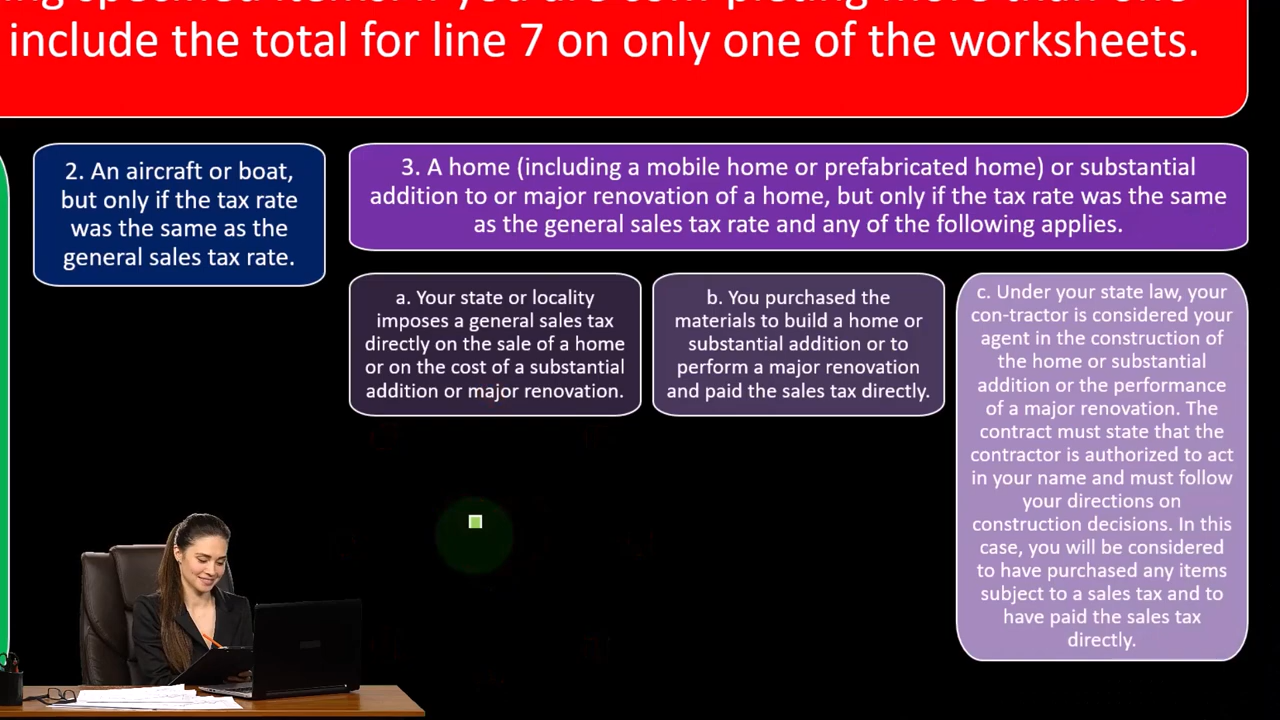 include the total for line 7 on only one of the worksheets.
2. An aircraft or boat,
but only if the tax rate
was the same as the
general sales tax rate.
3. A home (including a mobile home or prefabricated home) or substantial
addition to or major renovation of a home, but only if the tax rate was the same
as the general sales tax rate and any of the following applies.
a. Your state or locality
imposes a general sales tax
directly on the sale of a home
or on the cost of a substantial
addition or major renovation.
b. You purchased the
materials to build a home or
substantial addition or to
perform a major renovation
and paid the sales tax directly.
c. Under your state law, your
con-tractor is considered your
agent in the construction of
the home or substantial
addition or the performance
of a major renovation. The
contract must state that the
contractor is authorized to act
in your name and must follow
your directions on
construction decisions. In this
case, you will be considered
to have purchased any items
subject to a sales tax and to
have paid the sales tax
directly.